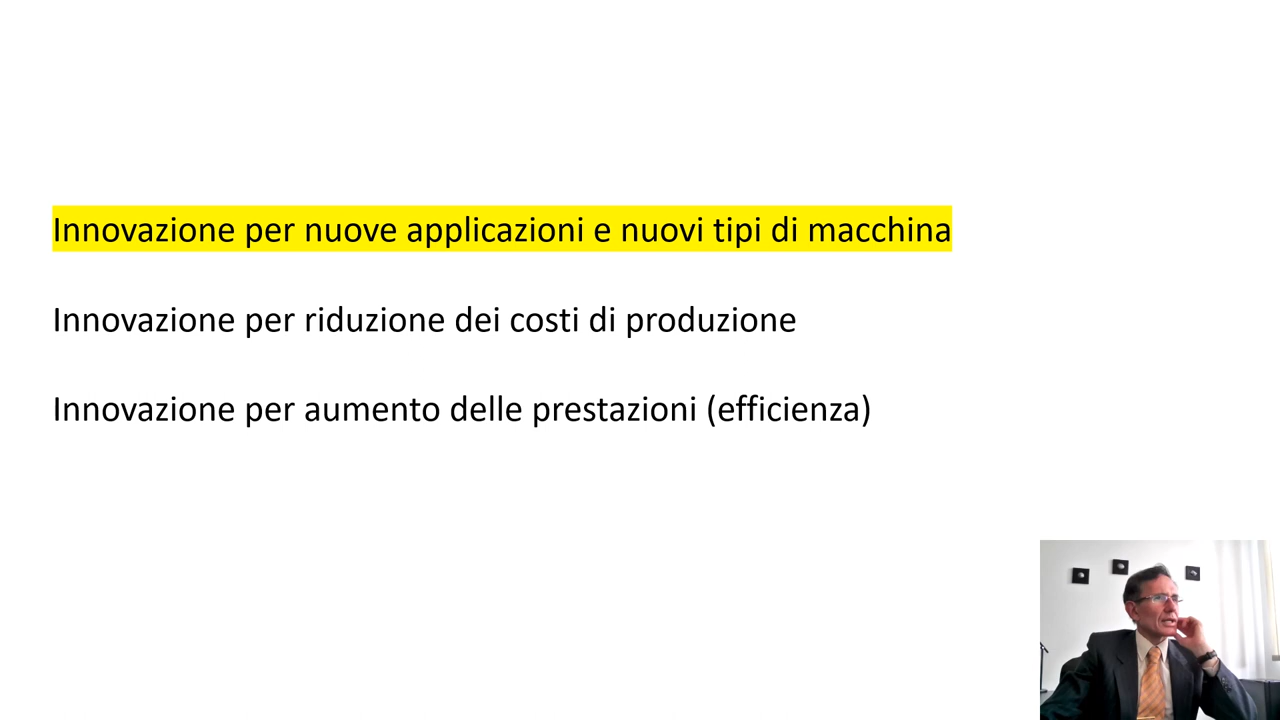 Innovazione per nuove applicazioni e nuovi tipi di macchina
Innovazione per riduzione dei costi di produzione
Innovazione per aumento delle prestazioni (efficienza)